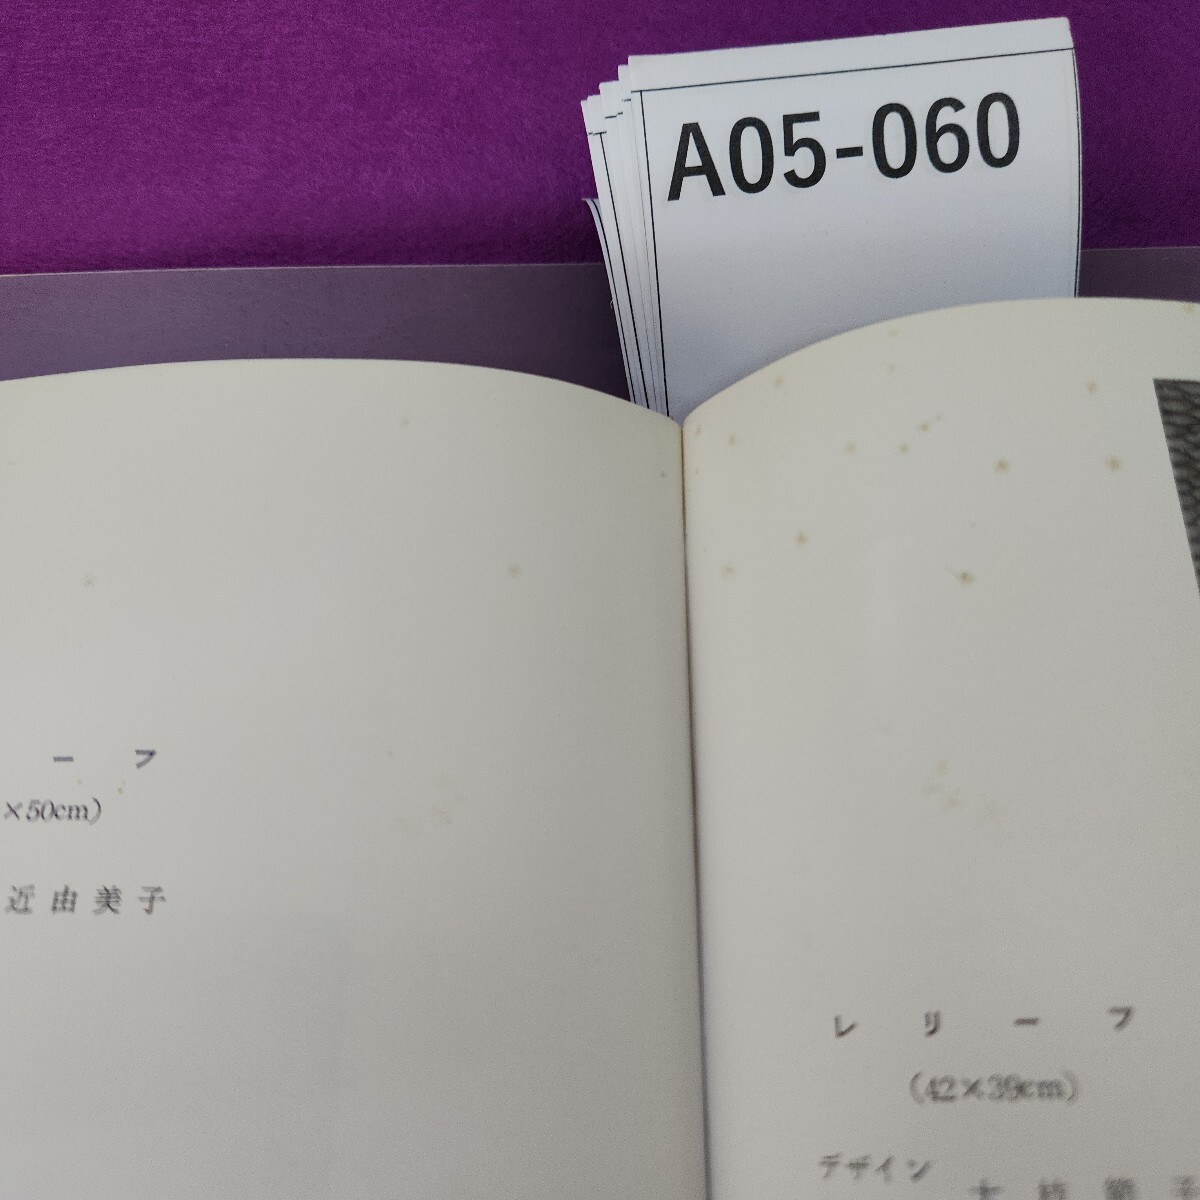 A05-060
ーフ
×50cm)
近由美子
レリーフ
(42×39cm)
デザイン